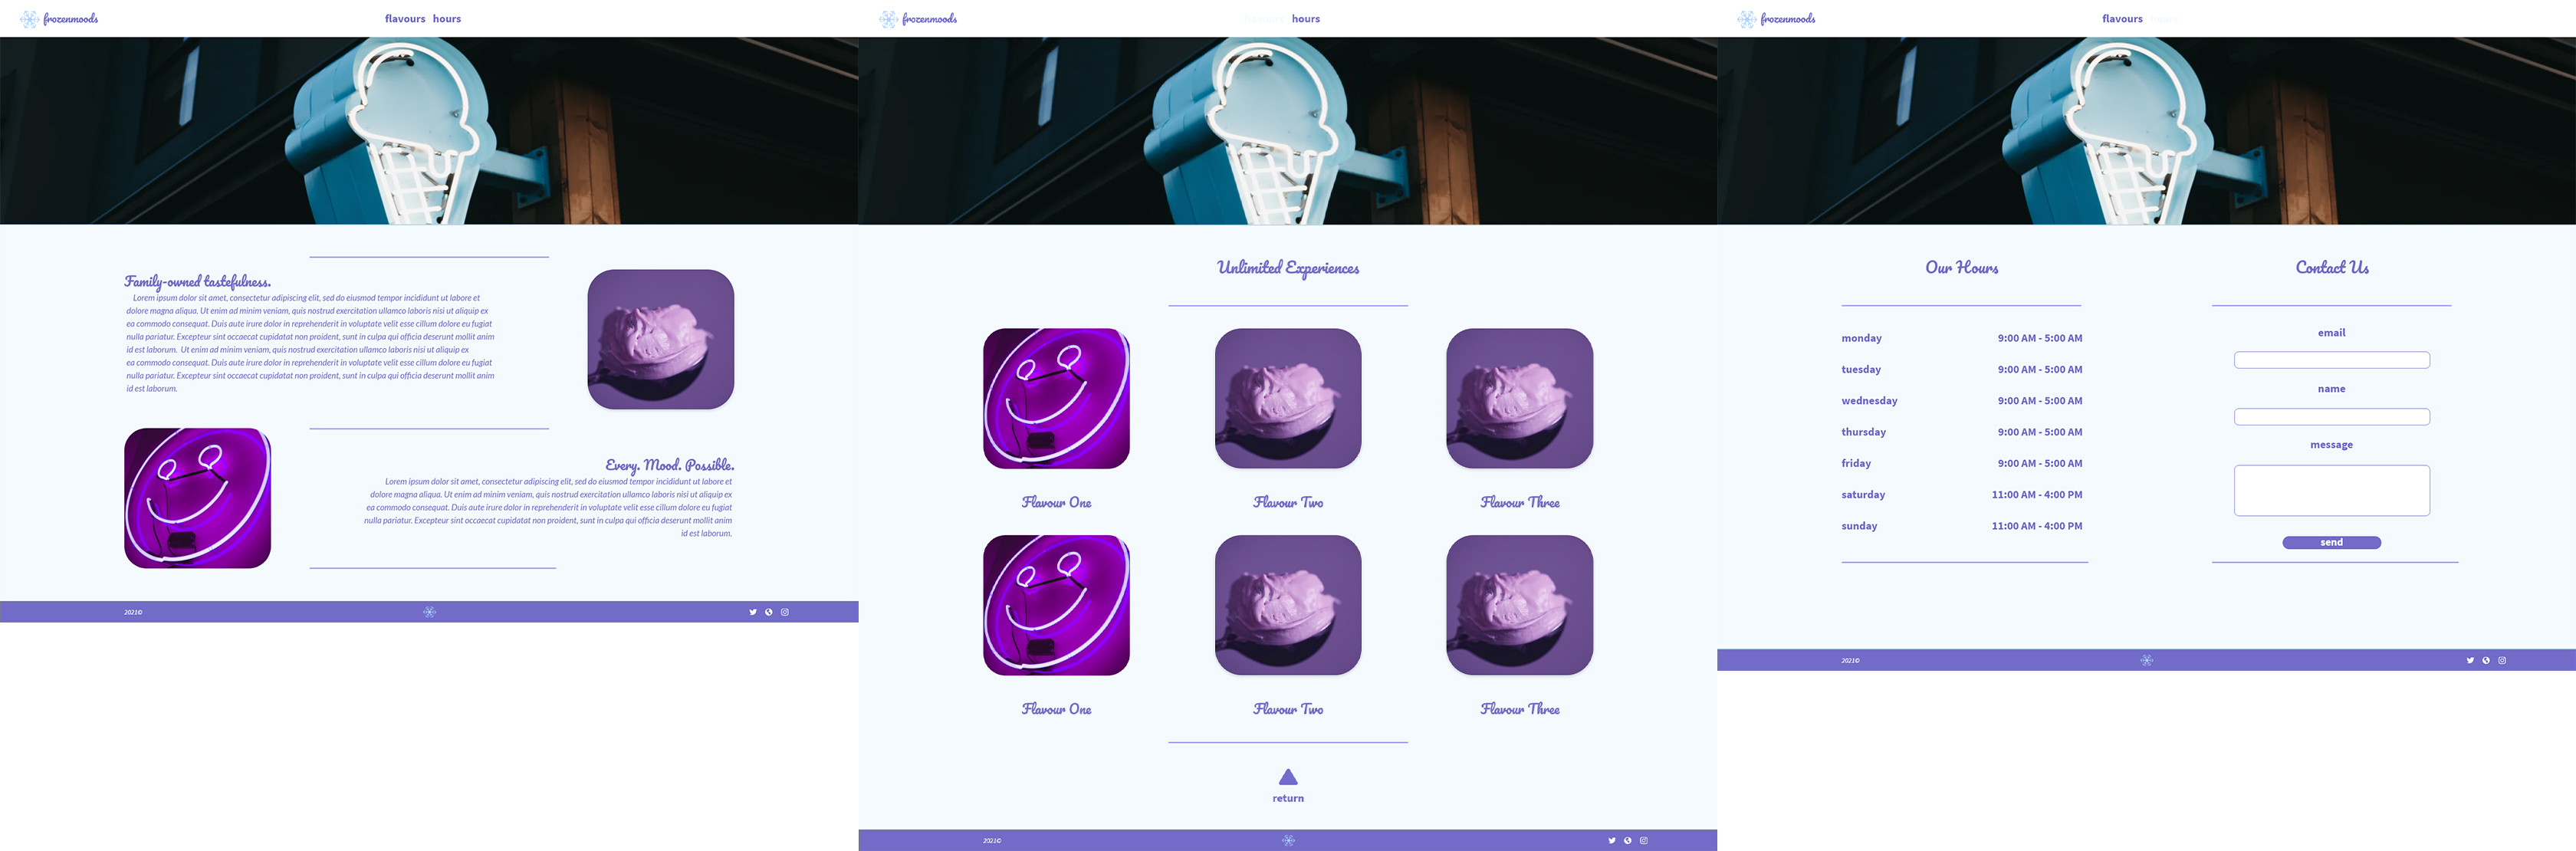 frozenmoods
flavours hours
Family-owned tastefulness.
Lorem ipsum dolor sit amet, consectetur adipiscing elit, sed do eiusmod tempor incididunt ut labore et
dolore magna aliqua. Ut enim ad minim veniam, quis nostrud exercitation ullamco laboris nisi ut aliquip ex
ea commodo consequat. Duis aute irure dolor in reprehenderit in voluptate velit esse cillum dolore eu fugiat
nulla pariatur. Excepteur sint occaecat cupidatat non proident, sunt in culpa qui officia deserunt mollit anim
id est laborum. Ut enim ad minim veniam, quis nostrud exercitation ullamco laboris nisi ut aliquip ex
ea commodo consequat. Duis aute irure dolor in reprehenderit in voluptate velit esse cillum dolore eu fugiat
nulla pariatur. Excepteur sint occaecat cupidatat non proident, sunt in culpa qui officia deserunt mollit anim
id est laborum.
Every. Mood. Possible.
Lorem ipsum dolor sit amet, consectetur adipiscing elit, sed do eiusmod tempor incididunt ut labore et
dolore magna aliqua. Ut enim ad minim veniam, quis nostrud exercitation ullamco laboris nisi ut aliquip ex
ea commodo consequat. Duis aute irure dolor in reprehenderit in voluptate velit esse cillum dolore eu fugiat
nulla pariatur. Excepteur sint occaecat cupidatat non proident, sunt in culpa qui officia deserunt mollit anim
id est laborum.
2021©
frozenmoods
flavours hours
Unlimited Experiences
Flavour One
Flavour Two
Flavour Three
Flavour One
Flavour Two
Flavour Three
return
2021©
frozenmoods
flavours hours
Our Hours
monday 9:00 AM - 5:00 AM
tuesday 9:00 AM - 5:00 AM
wednesday 9:00 AM - 5:00 AM
thursday 9:00 AM - 5:00 AM
friday 9:00 AM - 5:00 AM
saturday 11:00 AM - 4:00 PM
sunday 11:00 AM - 4:00 PM
Contact Us
email
name
message
send
2021©